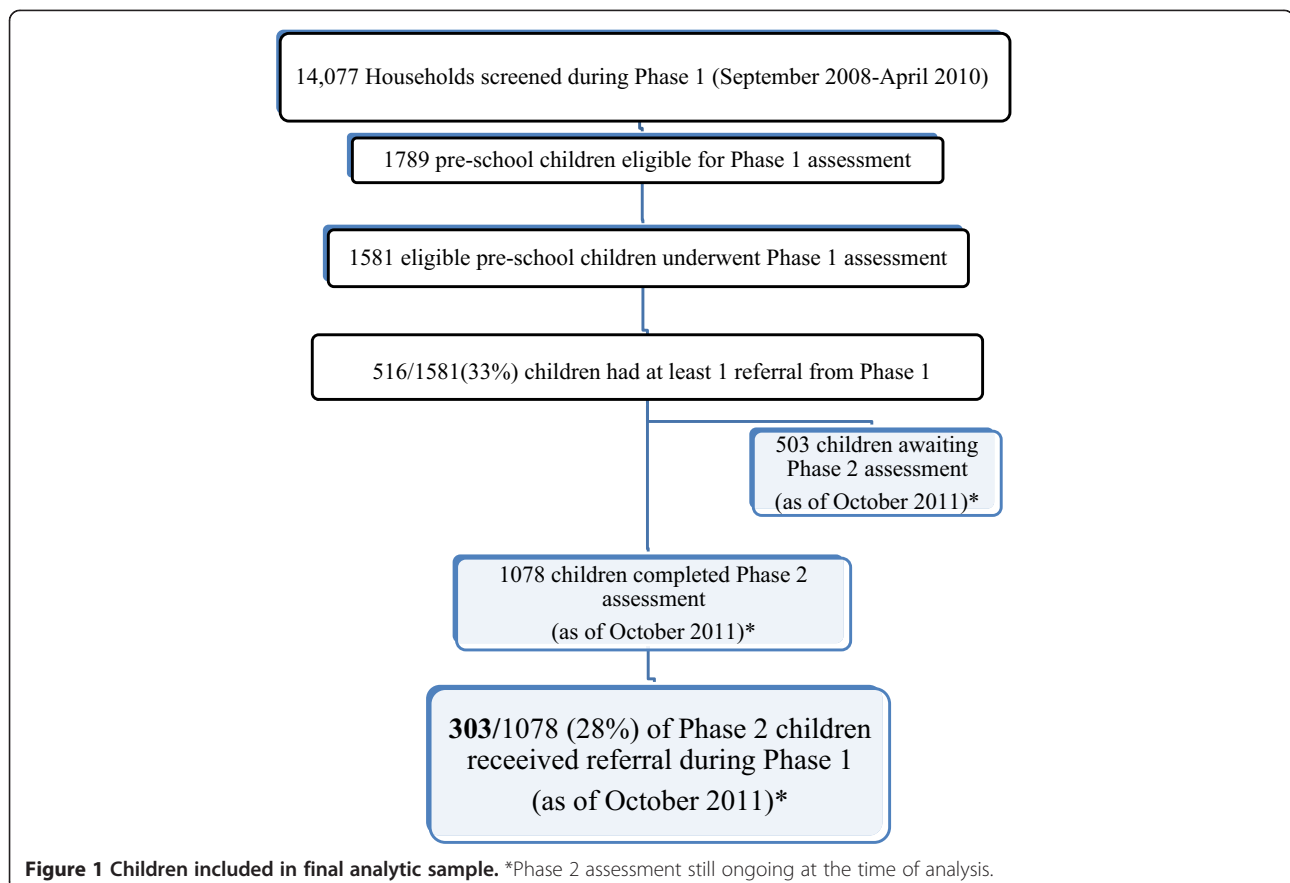 14,077 Households screened during Phase 1 (September 2008-April 2010)
1789 pre-school children eligible for Phase 1 assessment
1581 eligible pre-school children underwent Phase 1 assessment
516/1581(33%) children had at least 1 referral from Phase 1
503 children awaiting
Phase 2 assessment
(as of October 2011)*
1078 children completed Phase 2
assessment
(as of October 2011)*
303/1078 (28%) of Phase 2 children
receeived referral during Phase 1
(as of October 2011)*
Figure 1 Children included in final analytic sample. *Phase 2 assessment still ongoing at the time of analysis.